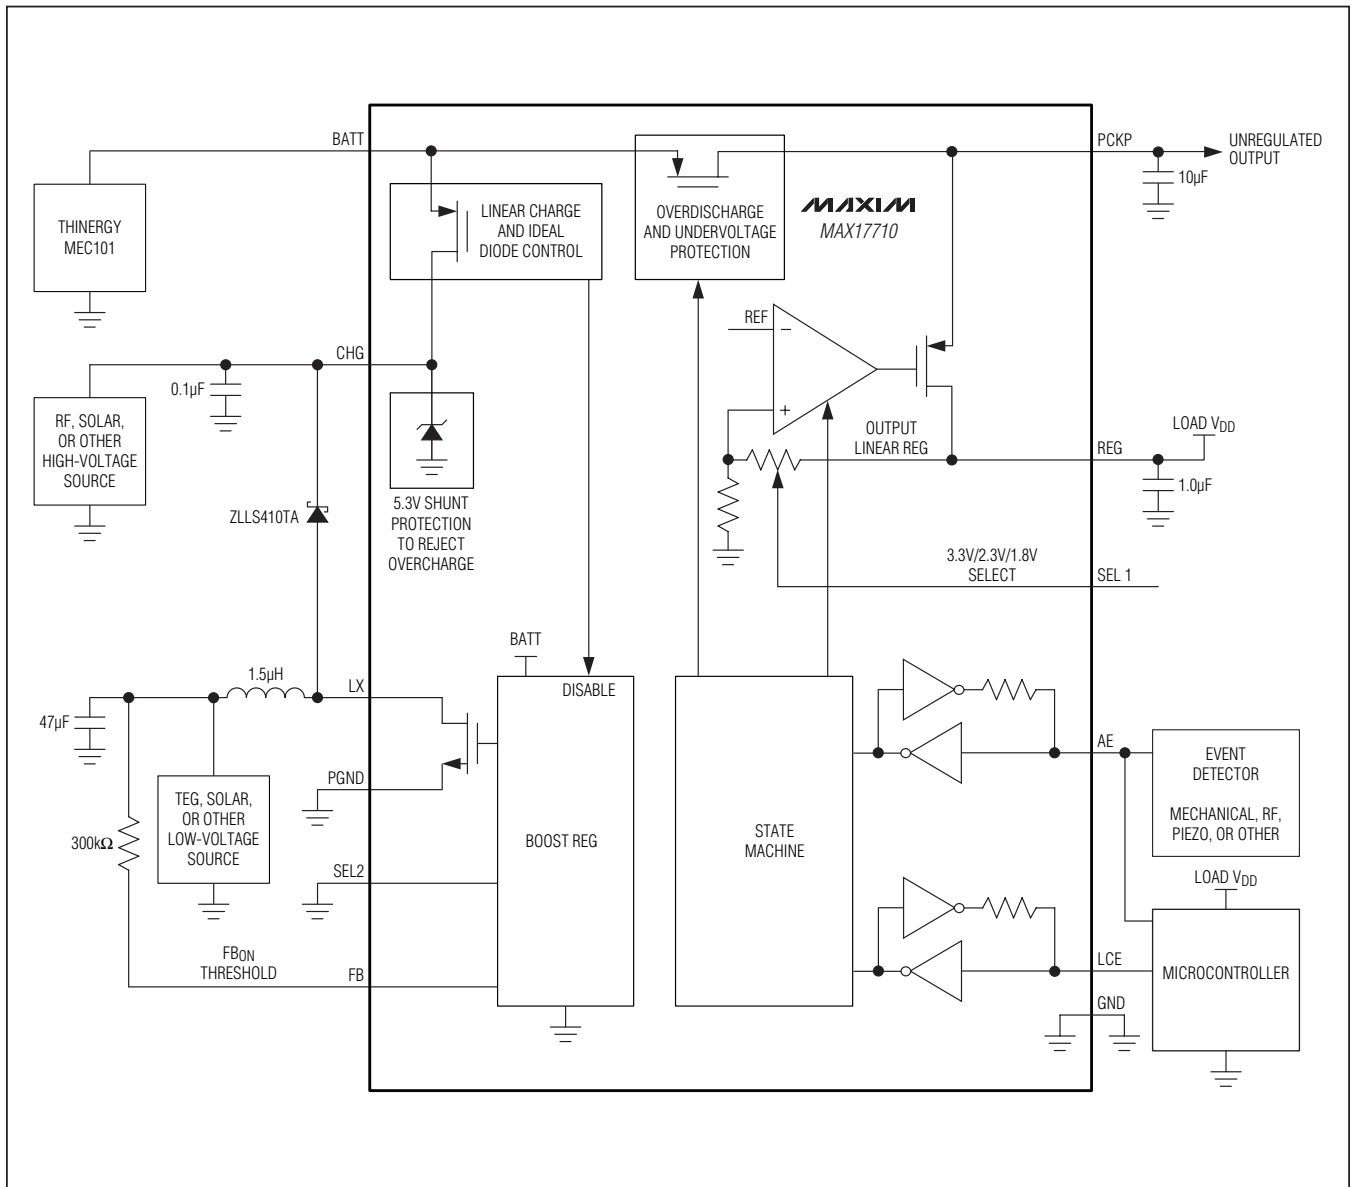 BATT
PCKP
UNREGULATED
OUTPUT
10µF
THINERGY
MEC101
LINEAR CHARGE
AND IDEAL
DIODE CONTROL
OVERDISCHARGE
AND UNDERVOLTAGE
PROTECTION
MAXIM
MAX17710
REF
−
+
CHG
0.1µF
RF, SOLAR,
OR OTHER
HIGH-VOLTAGE
SOURCE
ZLLS410TA
5.3V SHUNT
PROTECTION
TO REJECT
OVERCHARGE
OUTPUT
LINEAR REG
REG
LOAD VDD
1.0µF
3.3V/2.3V/1.8V
SELECT
SEL 1
BATT
DISABLE
1.5µH
LX
47µF
PGND
TEG, SOLAR,
OR OTHER
LOW-VOLTAGE
SOURCE
300kΩ
BOOST REG
SEL2
FBON
THRESHOLD
FB
STATE
MACHINE
AE
EVENT
DETECTOR
MECHANICAL, RF,
PIEZO, OR OTHER
LOAD VDD
LCE
MICROCONTROLLER
GND